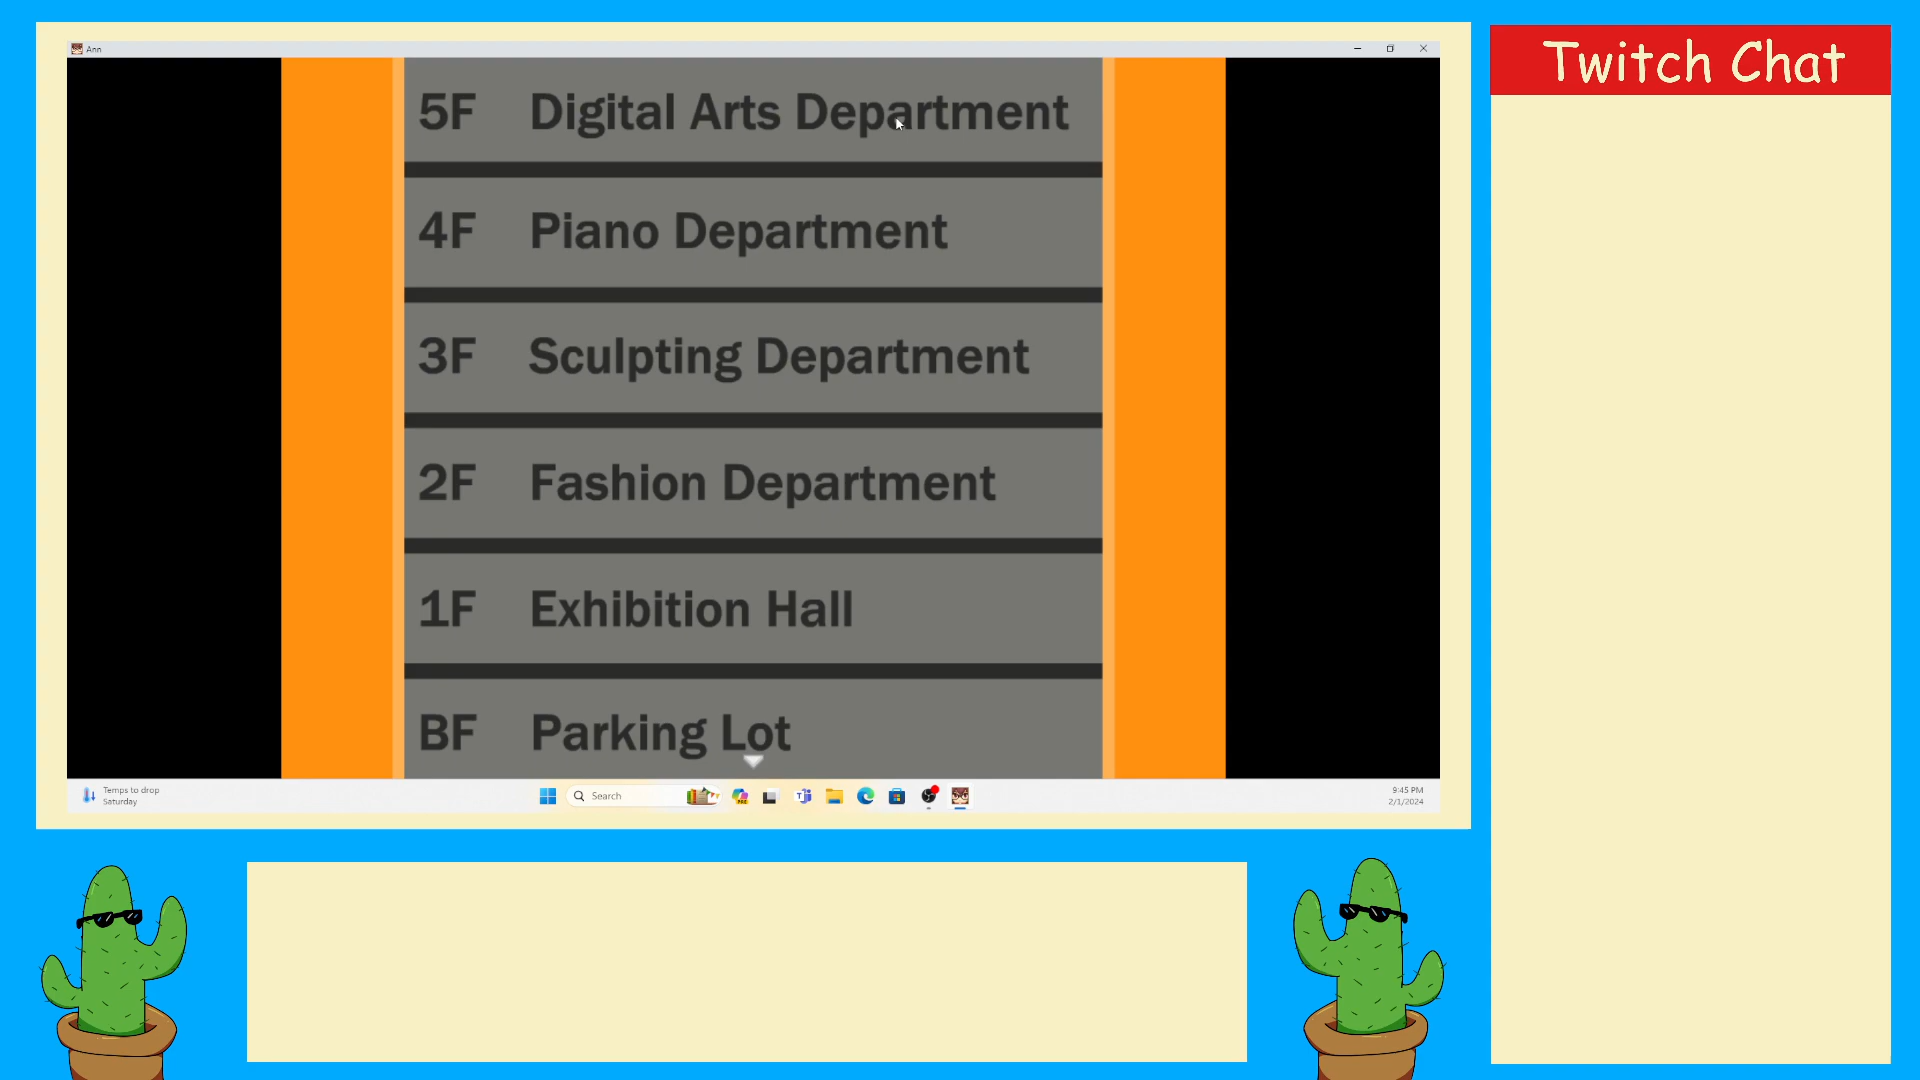 Ann
Twitch Chat
5F Digital Arts Department
4F Piano Department
3F Sculpting Department
2F Fashion Department
1F Exhibition Hall
BF Parking Lot
Temps to drop
Saturday
Search
PRE
9:45 PM
2/1/2024